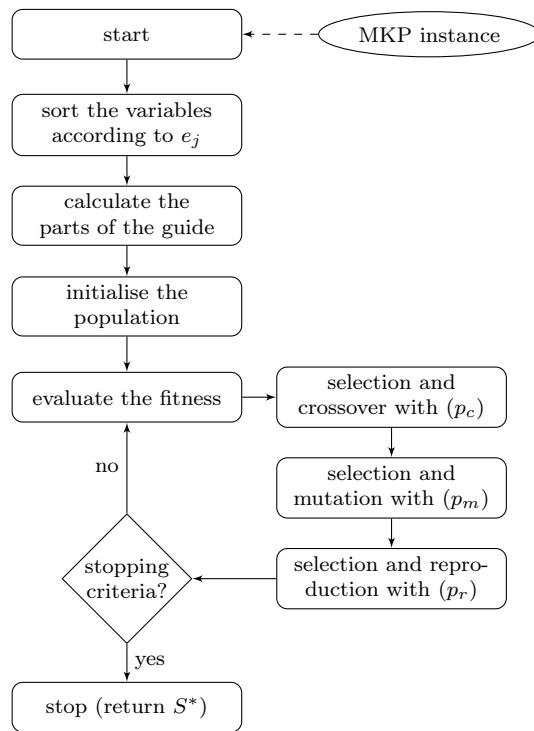 start
MKP instance
sort the variables
according to e_j
calculate the
parts of the guide
initialise the
population
evaluate the fitness
selection and
crossover with (p_c)
no
selection and
mutation with (p_m)
stopping
criteria?
selection and repro-
duction with (p_r)
yes
stop (return S*)